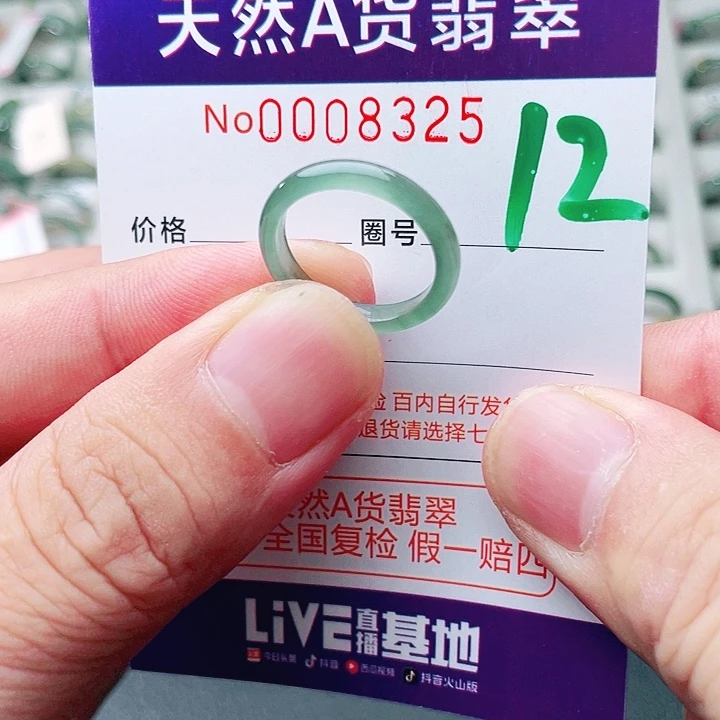 天然A货翡翠
No0008325
12
价格 圈号
检 百内自行发货
退货请选择七
天然A货翡翠
全国复检 假一赔四
LiVE直播基地
今日头条 抖音 西瓜视频 抖音火山版